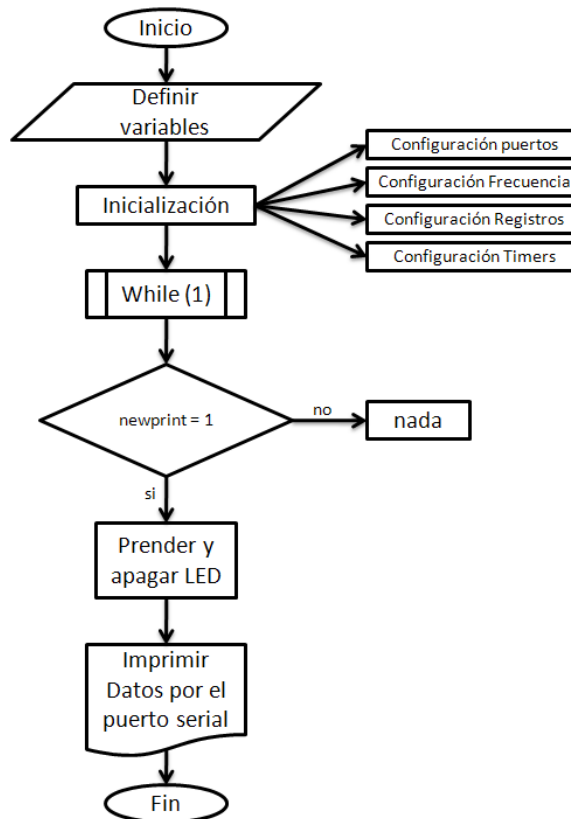 Inicio
Definir
variables
Inicialización
Configuración puertos
Configuración Frecuencia
Configuración Registros
Configuración Timers
While (1)
newprint = 1
no
nada
si
Prender y
apagar LED
Imprimir
Datos por el
puerto serial
Fin